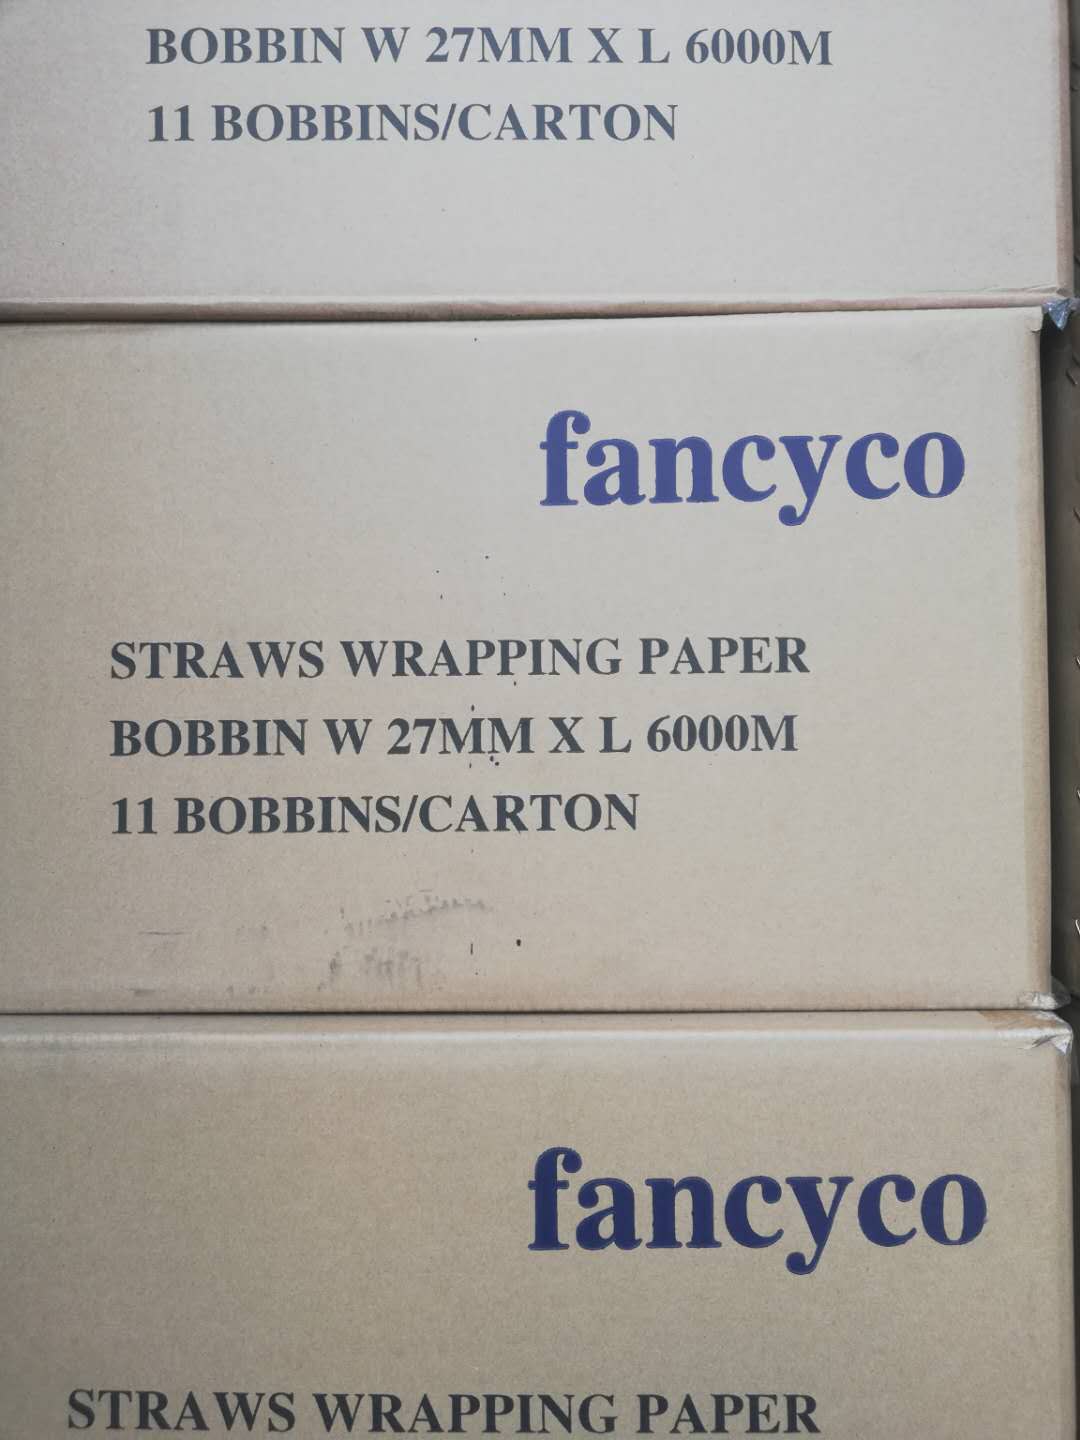 BOBBIN W 27MM X L 6000M
11 BOBBINS/CARTON
fancyco
STRAWS WRAPPING PAPER
BOBBIN W 27MM X L 6000M
11 BOBBINS/CARTON
fancyco
STRAWS WRAPPING PAPER